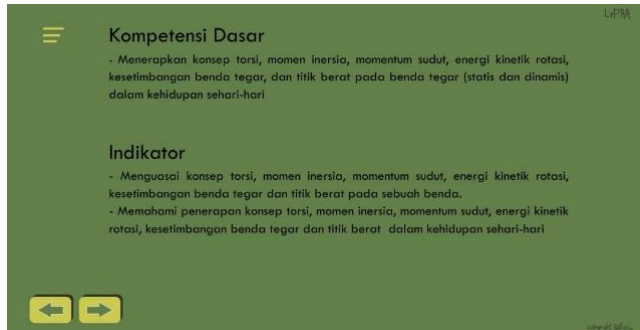 LePAA
Kompetensi Dasar
- Menerapkan konsep torsi, momen inersia, momentum sudut, energi kinetik rotasi,
kesetimbangan benda tegar, dan titik berat pada benda tegar (statis dan dinamis)
dalam kehidupan sehari-hari
Indikator
- Menguasai konsep torsi, momen inersia, momentum sudut, energi kinetik rotasi,
kesetimbangan benda tegar dan titik berat pada sebuah benda.
- Memahami penerapan konsep torsi, momen inersia, momentum sudut, energi kinetik
rotasi, kesetimbangan benda tegar dan titik berat dalam kehidupan sehari-hari